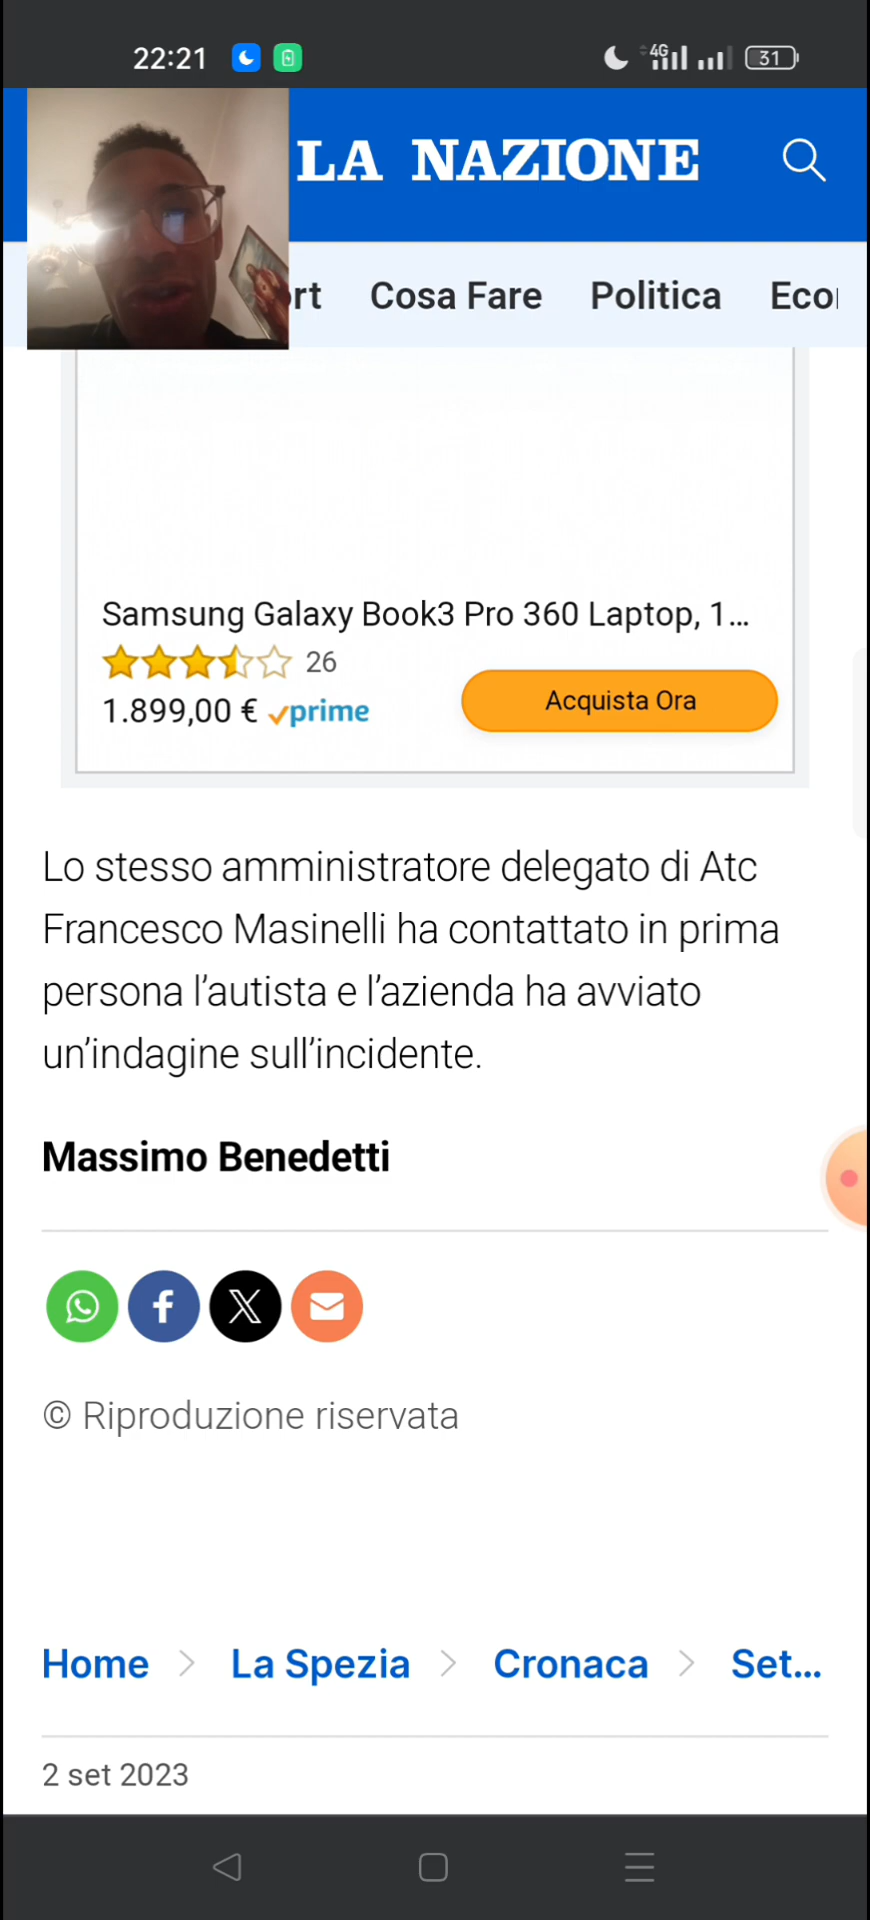 22:21
4G
31
LA NAZIONE
rt Cosa Fare Politica Eco
Samsung Galaxy Book3 Pro 360 Laptop, 1...
26
1.899,00 € prime
Acquista Ora
Lo stesso amministratore delegato di Atc
Francesco Masinelli ha contattato in prima
persona l'autista e l'azienda ha avviato
un'indagine sull'incidente.
Massimo Benedetti
© Riproduzione riservata
Home > La Spezia > Cronaca > Set...
2 set 2023